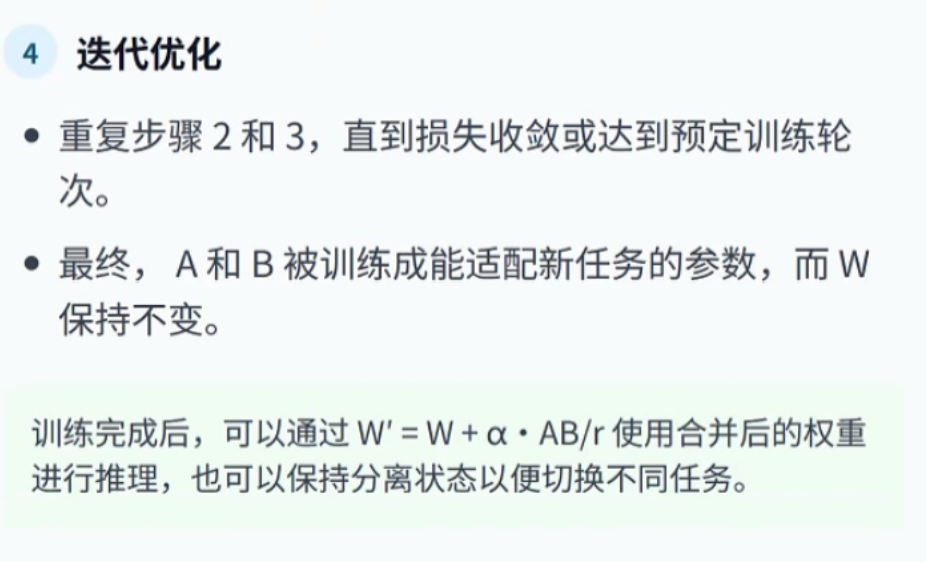 4 迭代优化
• 重复步骤 2 和 3，直到损失收敛或达到预定训练轮
次。
• 最终， A 和 B 被训练成能适配新任务的参数，而 W
保持不变。
训练完成后，可以通过 W' = W + α · AB/r 使用合并后的权重
进行推理，也可以保持分离状态以便切换不同任务。